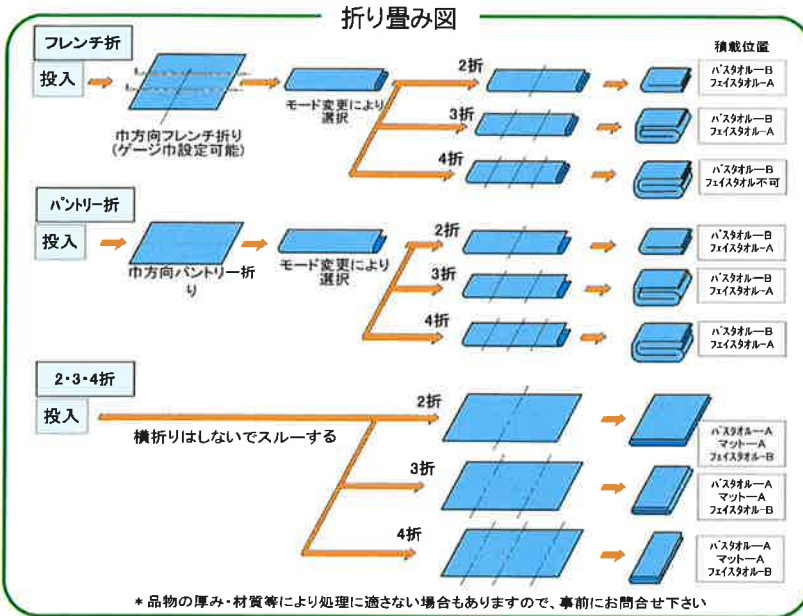 折り畳み図
フレンチ折
投入
巾方向フレンチ折り
(ゲージ巾設定可能)
モード変更により
選択
2折
3折
4折
積載位置
バスタオルーB
フェイスタオルーA
バスタオルーB
フェイスタオルーA
バスタオルーB
フェイスタオル不可
パントリー折
投入
巾方向パントリー折
り
モード変更により
選択
2折
3折
4折
バスタオルーB
フェイスタオルーA
バスタオルーB
フェイスタオルーA
バスタオルーB
フェイスタオルーA
2・3・4折
投入
横折りはしないでスルーする
2折
3折
4折
バスタオルーA
マットーA
フェイスタオルーB
バスタオルーA
マットーA
フェイスタオルーB
バスタオルーA
マットーA
フェイスタオルーB
*品物の厚み・材質等により処理に適さない場合もありますので、事前にお問合せ下さい